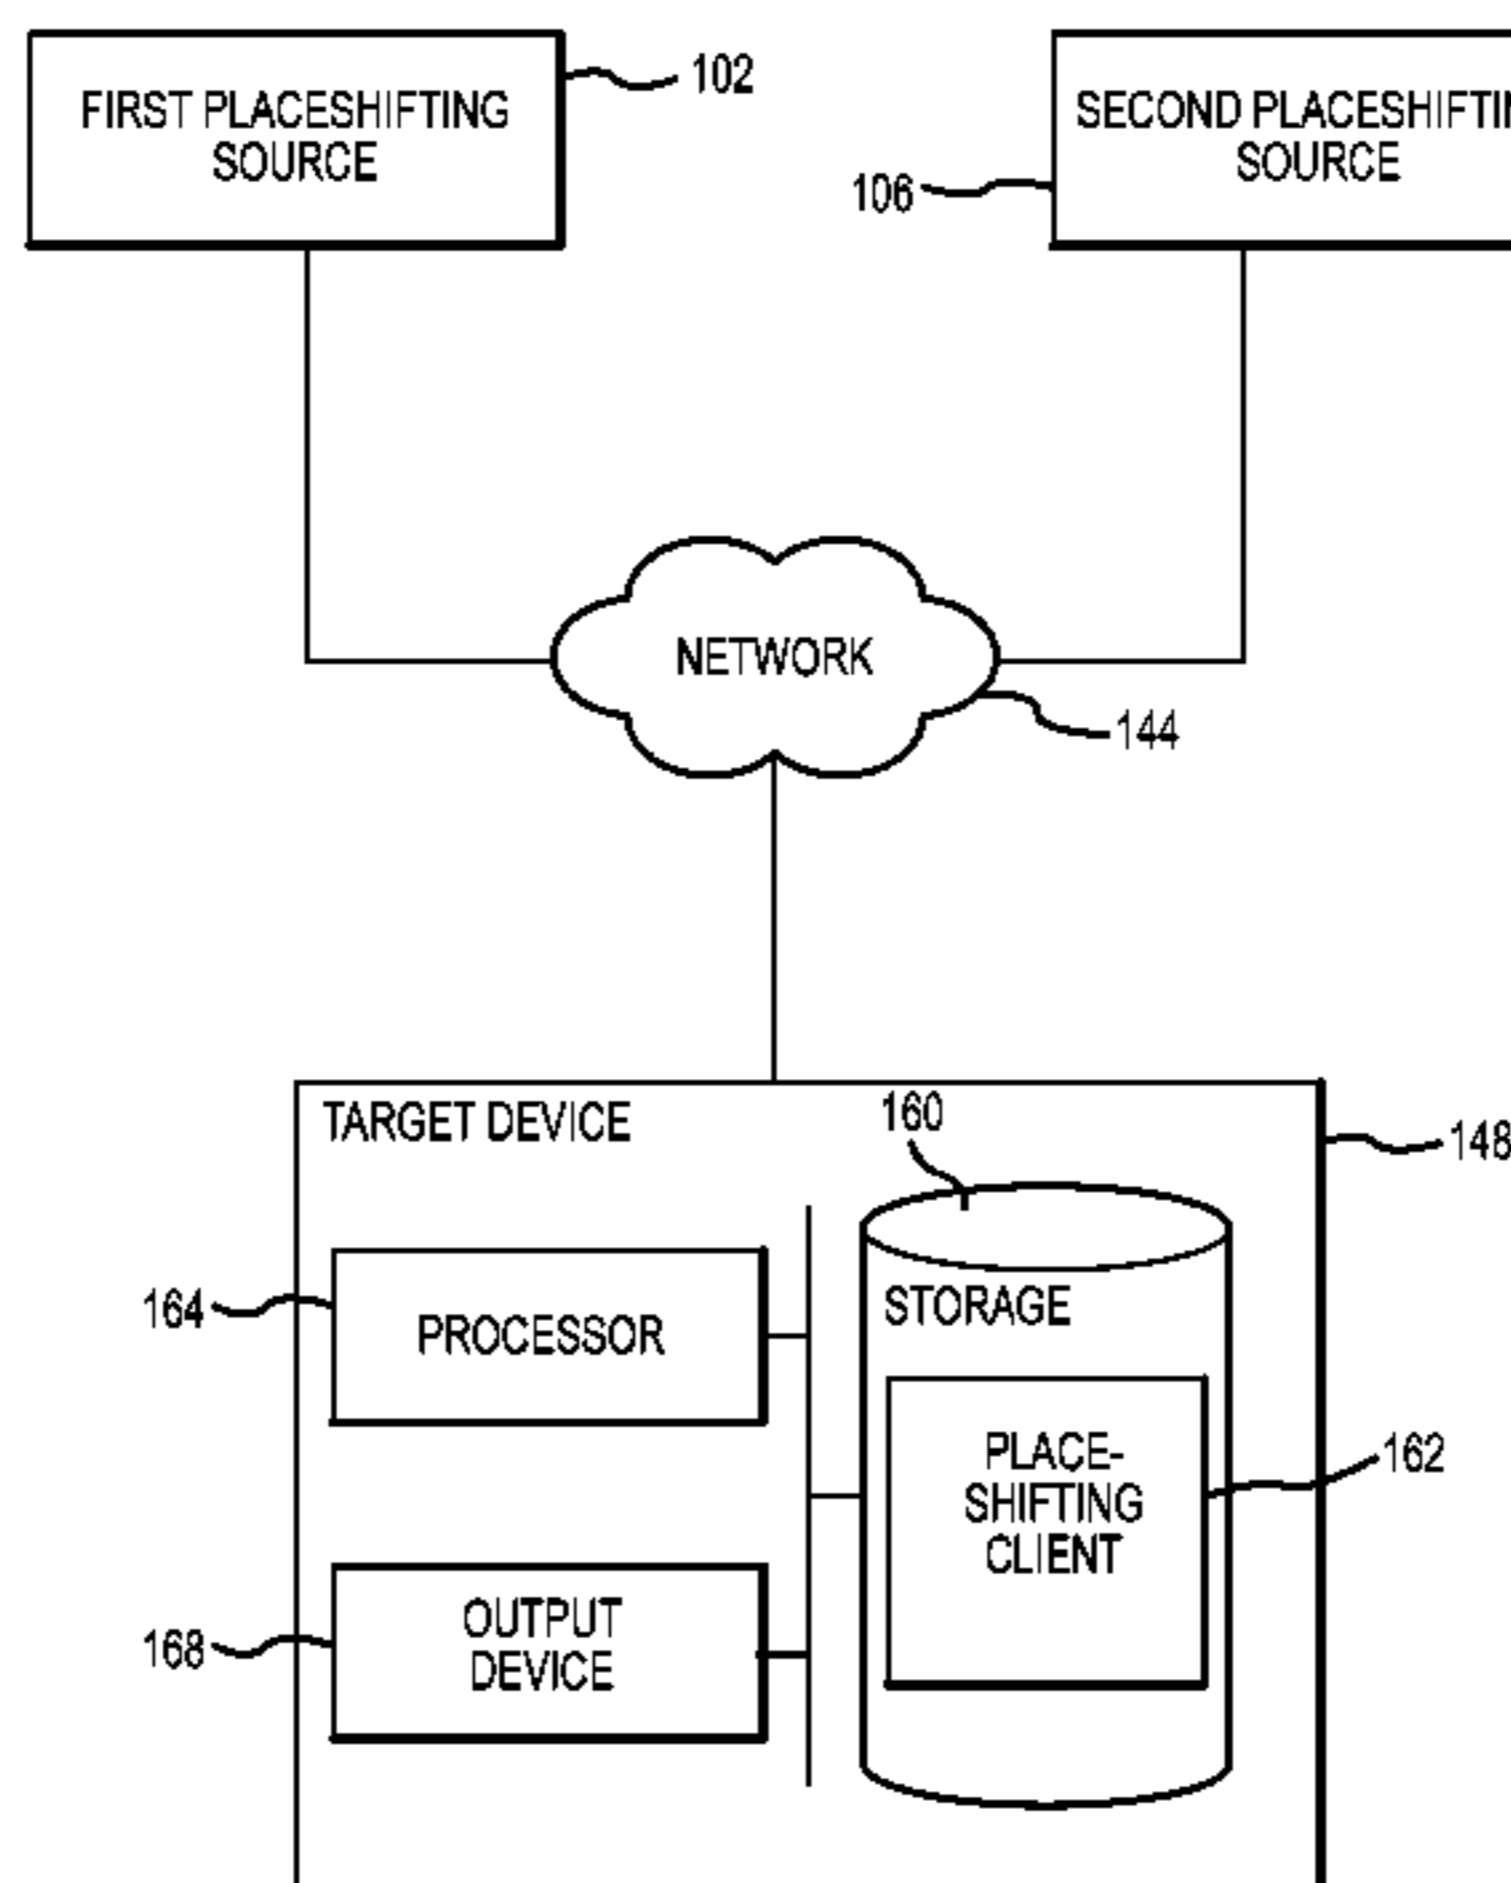 FIRST PLACESHIFTING
SOURCE
102
SECOND PLACESHIFTIN
SOURCE
106
NETWORK
144
TARGET DEVICE
160
148
164
PROCESSOR
STORAGE
PLACE-
SHIFTING
CLIENT
162
168
OUTPUT
DEVICE